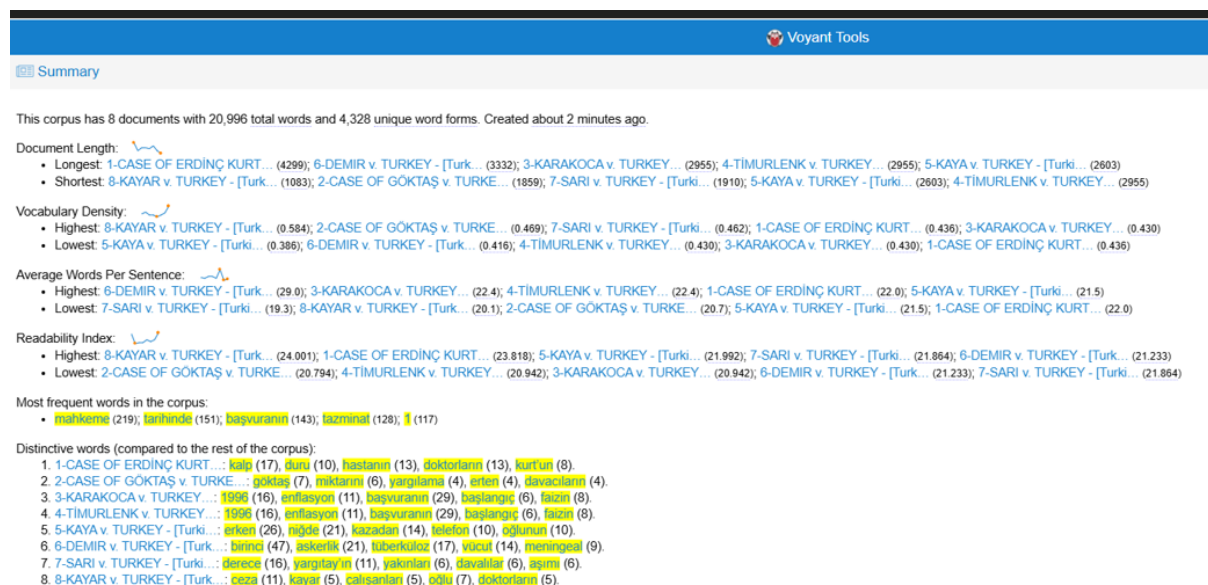 Voyant Tools
Summary
This corpus has 8 documents with 20,996 total words and 4,328 unique word forms. Created about 2 minutes ago.
Document Length:
• Longest: 1-CASE OF ERDİNÇ KURT… (4299); 6-DEMIR v. TURKEY - [Turk… (3332); 3-KARAKOCA v. TURKEY… (2955); 4-TİMURLENK v. TURKEY… (2955); 5-KAYA v. TURKEY - [Turki… (2603)
• Shortest: 8-KAYAR v. TURKEY - [Turk… (1083); 2-CASE OF GÖKTAŞ v. TURKE… (1859); 7-SARI v. TURKEY - [Turki… (1910); 5-KAYA v. TURKEY - [Turki… (2603); 4-TİMURLENK v. TURKEY… (2955)
Vocabulary Density:
• Highest: 8-KAYAR v. TURKEY - [Turk… (0.584); 2-CASE OF GÖKTAŞ v. TURKE… (0.469); 7-SARI v. TURKEY - [Turki… (0.462); 1-CASE OF ERDİNÇ KURT… (0.436); 3-KARAKOCA v. TURKEY… (0.430)
• Lowest: 5-KAYA v. TURKEY - [Turki… (0.386); 6-DEMIR v. TURKEY - [Turk… (0.416); 4-TİMURLENK v. TURKEY… (0.430); 3-KARAKOCA v. TURKEY… (0.430); 1-CASE OF ERDİNÇ KURT… (0.436)
Average Words Per Sentence:
• Highest: 6-DEMIR v. TURKEY - [Turk… (29.0); 3-KARAKOCA v. TURKEY… (22.4); 4-TİMURLENK v. TURKEY… (22.4); 1-CASE OF ERDİNÇ KURT… (22.0); 5-KAYA v. TURKEY - [Turki… (21.5)
• Lowest: 7-SARI v. TURKEY - [Turki… (19.3); 8-KAYAR v. TURKEY - [Turk… (20.1); 2-CASE OF GÖKTAŞ v. TURKE… (20.7); 5-KAYA v. TURKEY - [Turki… (21.5); 1-CASE OF ERDİNÇ KURT… (22.0)
Readability Index:
• Highest: 8-KAYAR v. TURKEY - [Turk… (24.001); 1-CASE OF ERDİNÇ KURT… (23.818); 5-KAYA v. TURKEY - [Turki… (21.992); 7-SARI v. TURKEY - [Turki… (21.864); 6-DEMIR v. TURKEY - [Turk… (21.233)
• Lowest: 2-CASE OF GÖKTAŞ v. TURKE… (20.794); 4-TİMURLENK v. TURKEY… (20.942); 3-KARAKOCA v. TURKEY… (20.942); 6-DEMIR v. TURKEY - [Turk… (21.233); 7-SARI v. TURKEY - [Turki… (21.864)
Most frequent words in the corpus:
• mahkeme (219); tarihinde (151); başvuranın (143); tazminat (128); 1 (117)
Distinctive words (compared to the rest of the corpus):
1. 1-CASE OF ERDİNÇ KURT…: kalp (17), duru (10), hastanın (13), doktorların (13), kurt'un (8).
2. 2-CASE OF GÖKTAŞ v. TURKE…: göktaş (7), miktarını (6), yargılama (4), erten (4), davacıların (4).
3. 3-KARAKOCA v. TURKEY…: 1996 (16), enflasyon (11), başvuranın (29), başlangıç (6), faizin (8).
4. 4-TİMURLENK v. TURKEY…: 1996 (16), enflasyon (11), başvuranın (29), başlangıç (6), faizin (8).
5. 5-KAYA v. TURKEY - [Turki…: erken (26), niğde (21), kazadan (14), telefon (10), oğlunun (10).
6. 6-DEMIR v. TURKEY - [Turk…: birinci (47), askerlik (21), tüberküloz (17), vücut (14), meningeal (9).
7. 7-SARI v. TURKEY - [Turki…: derece (16), yargıtay'ın (11), yakınları (6), davalılar (6), aşımı (6).
8. 8-KAYAR v. TURKEY - [Turk…: ceza (11), kayar (5), çalışanları (5), oğlu (7), doktorların (5).